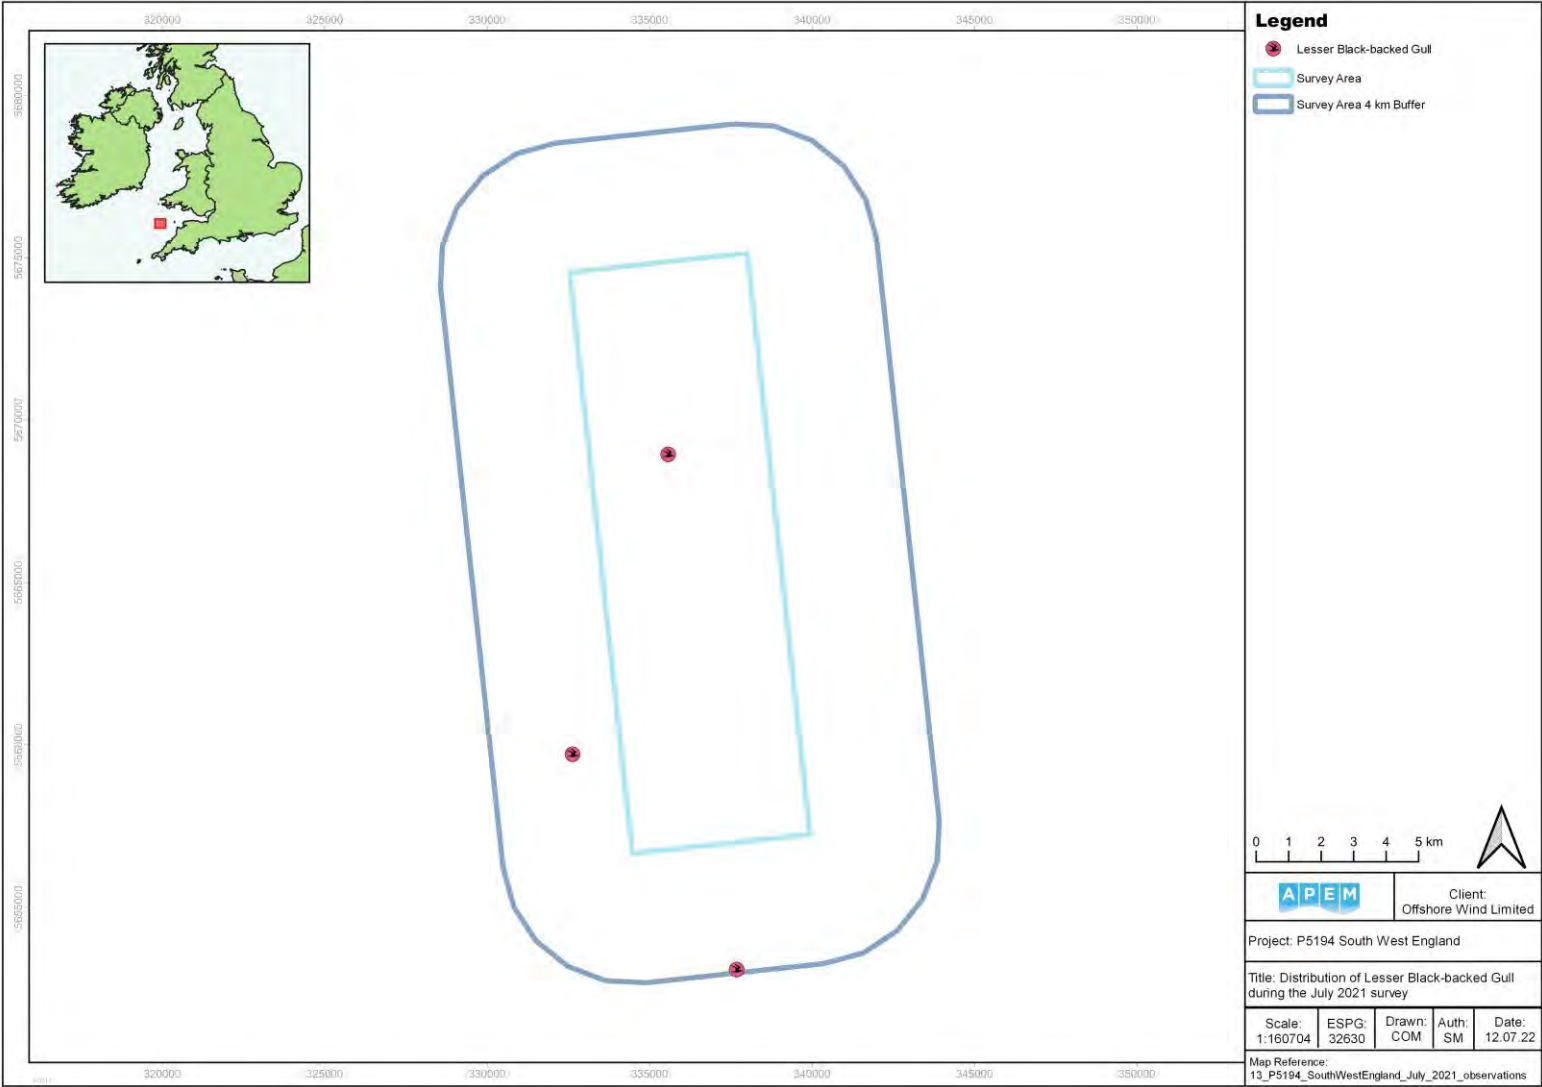 320000 325000 330000 335000 340000 345000 350000
5680000
5675000
5670000
5665000
5660000
5655000
320000 325000 330000 335000 340000 345000 350000
Legend
Lesser Black-backed Gull
Survey Area
Survey Area 4 km Buffer
0 1 2 3 4 5 km
APEM
Client:
Offshore Wind Limited
Project: P5194 South West England
Title: Distribution of Lesser Black-backed Gull
during the July 2021 survey
Scale: ESPG: Drawn: Auth: Date:
1:160704 32630 COM SM 12.07.22
Map Reference:
13_P5194_SouthWestEngland_July_2021_observations